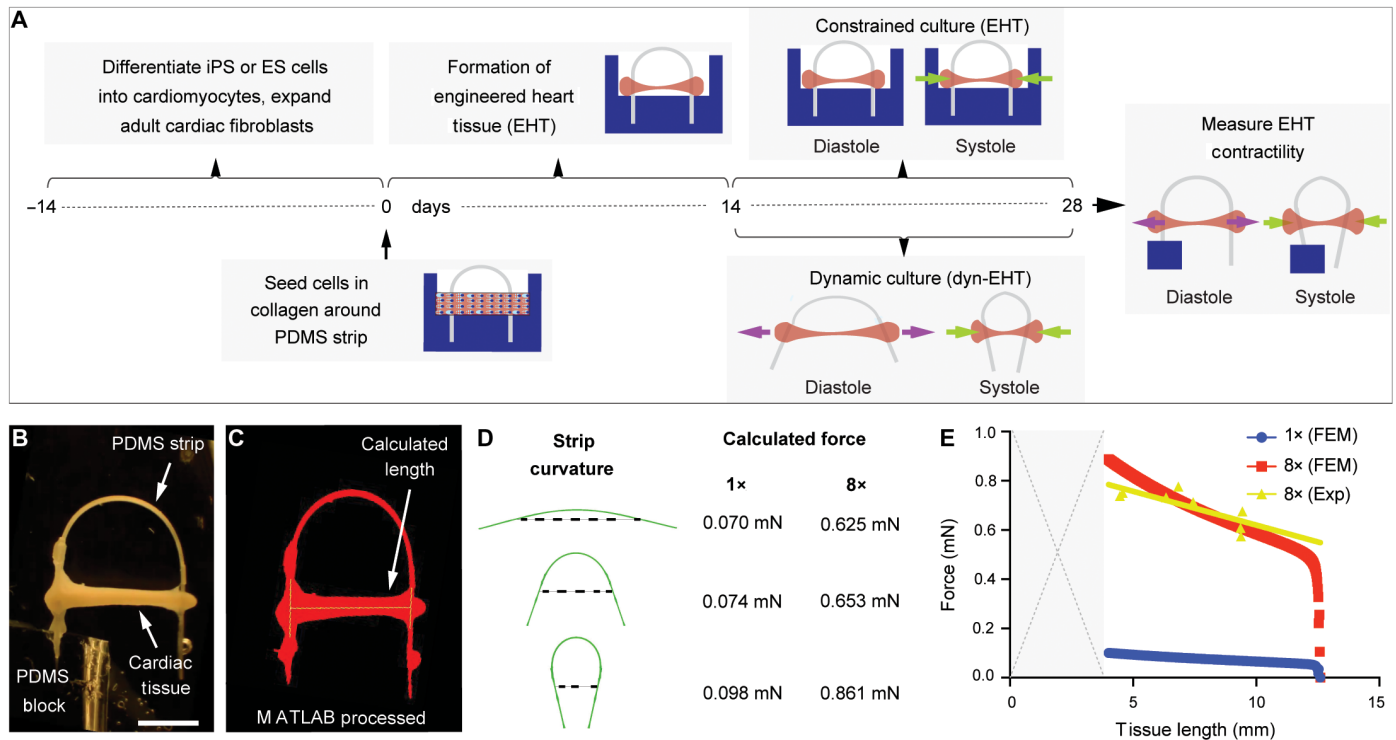 A
Differentiate iPS or ES cells
into cardiomyocytes, expand
adult cardiac fibroblasts
Formation of
engineered heart
tissue (EHT)
Constrained culture (EHT)
Diastole
Systole
Measure EHT
contractility
Diastole
Systole
–14
0
days
14
28
Seed cells in
collagen around
PDMS strip
Dynamic culture (dyn-EHT)
Diastole
Systole
B
PDMS strip
PDMS
block
Cardiac
tissue
C
Calculated
length
M ATLAB processed
D
Strip
curvature
Calculated force
1×
8×
0.070 mN
0.625 mN
0.074 mN
0.653 mN
0.098 mN
0.861 mN
E
1.0
0.8
0.6
0.4
0.2
0.0
Force (mN)
0
5
10
15
Tissue length (mm)
1× (FEM)
8× (FEM)
8× (Exp)